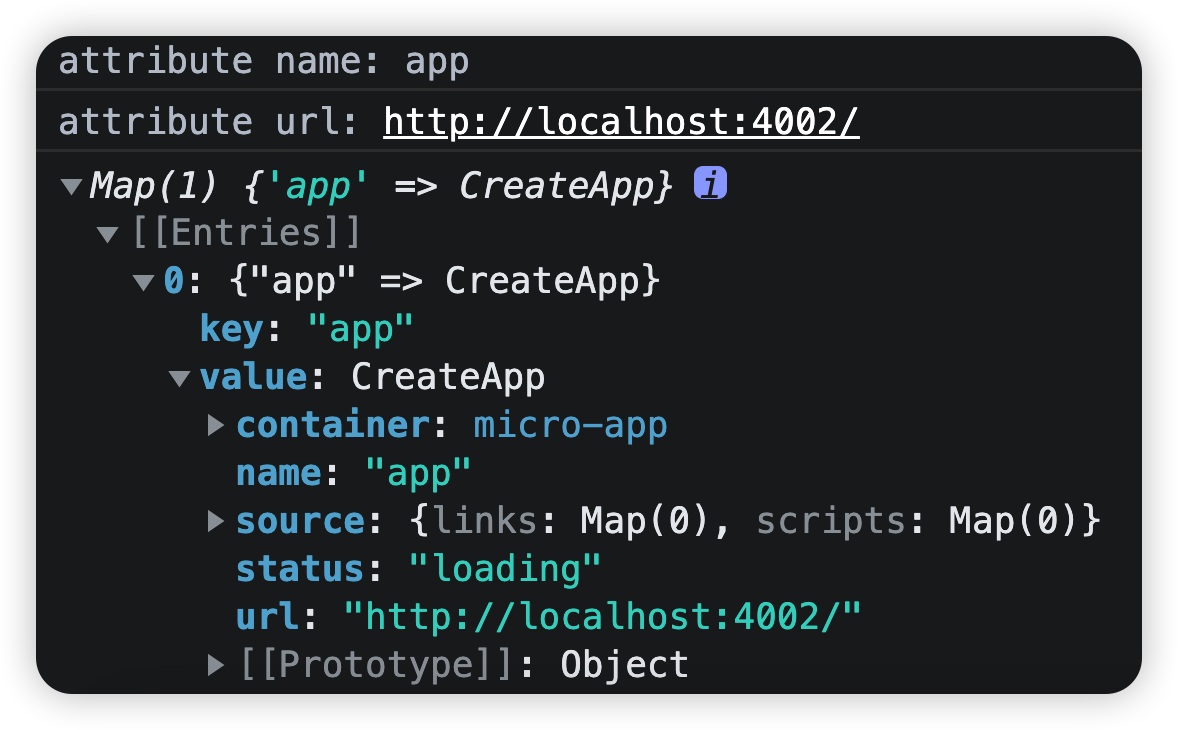 attribute name: app
attribute url: http://localhost:4002/
▼Map(1) {'app' => CreateApp} i
▼[[Entries]]
▼0: {"app" => CreateApp}
key: "app"
▼value: CreateApp
▶container: micro-app
name: "app"
▶source: {links: Map(0), scripts: Map(0)}
status: "loading"
url: "http://localhost:4002/"
▶[[Prototype]]: Object